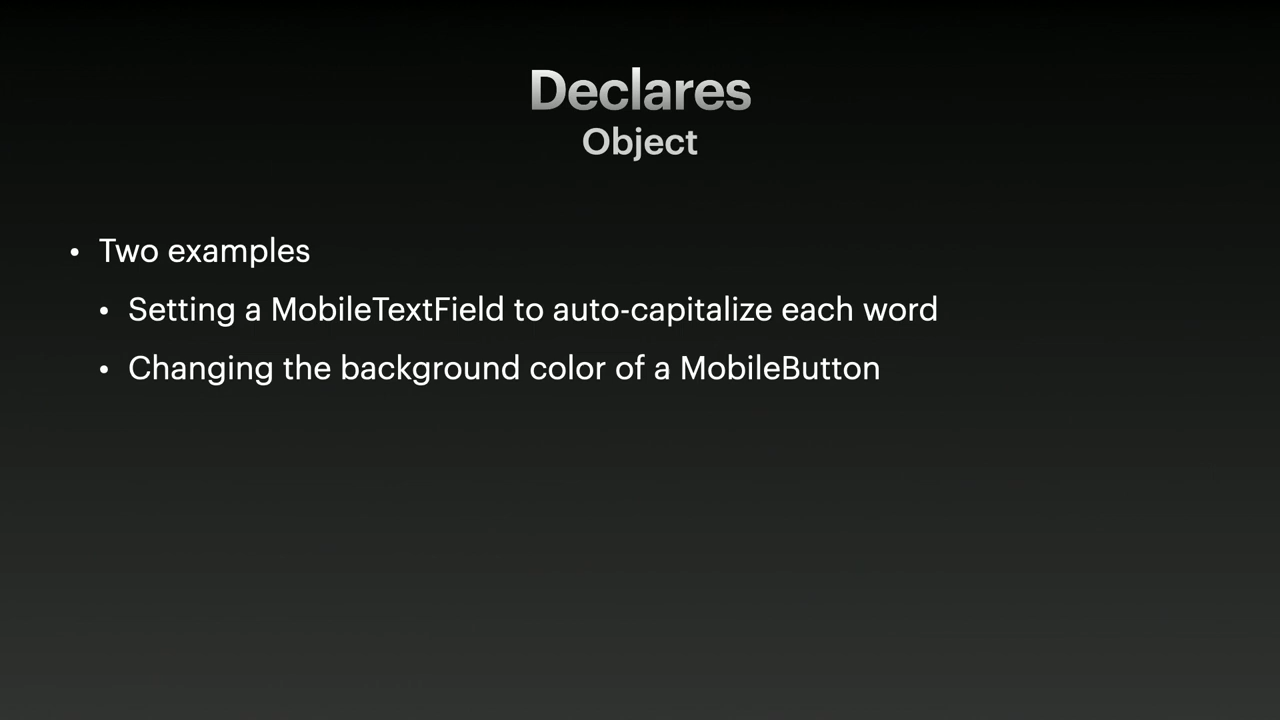 Declares
Object
• Two examples
• Setting a MobileTextField to auto-capitalize each word
• Changing the background color of a MobileButton